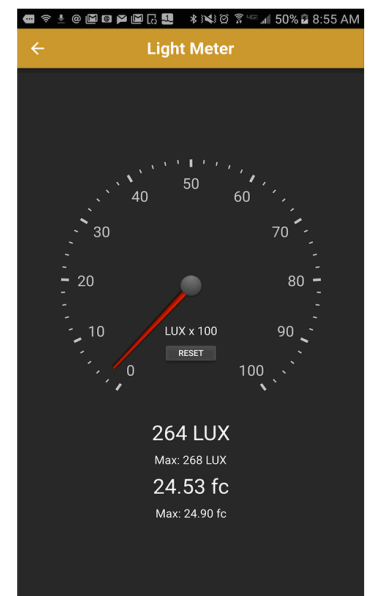 50% 8:55 AM
Light Meter
50
40 60
30 70
20 80
LUX x 100
10 90
RESET
0 100
264 LUX
Max: 268 LUX
24.53 fc
Max: 24.90 fc